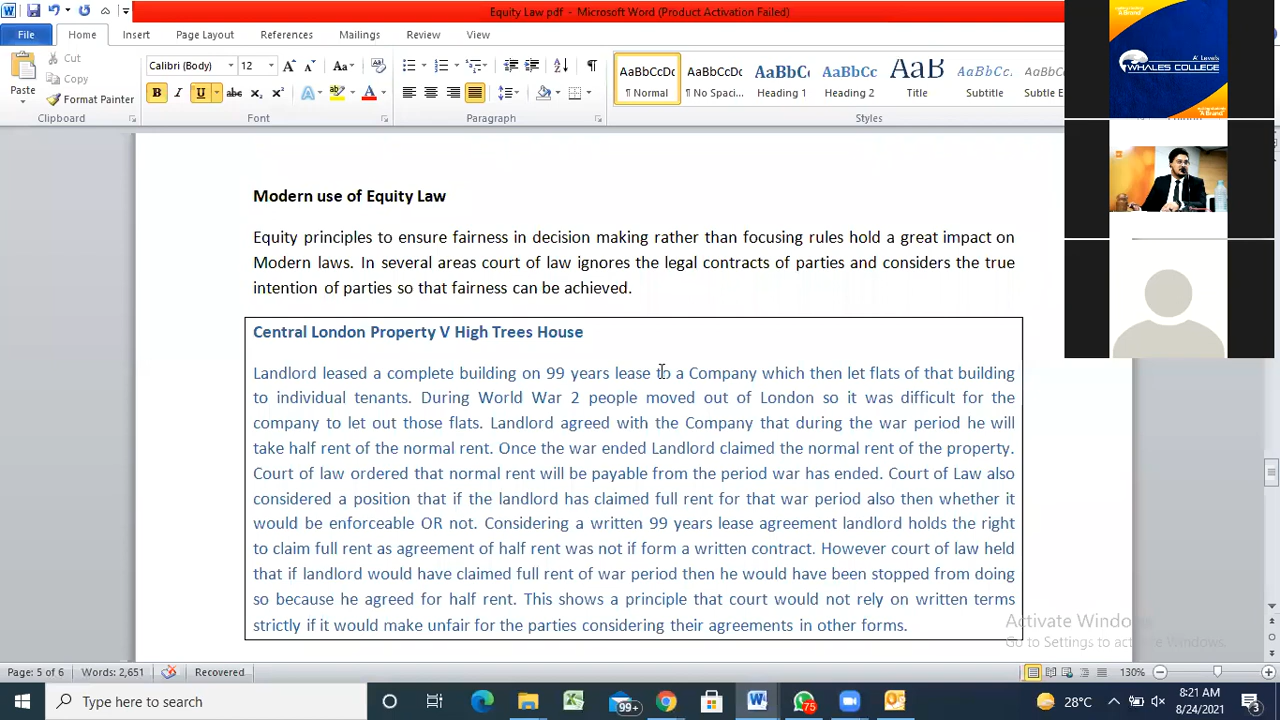 Equity Law pdf - Microsoft Word (Product Activation Failed)
File Home Insert Page Layout References Mailings Review View
Cut
Copy
Format Painter
Paste
Calibri (Body) 12
AaBbCcDc AaBbCcDc AaBbC AaBbCc AaB AaBbCcD AaBbCcD
¶ Normal ¶ No Spaci... Heading 1 Heading 2 Title Subtitle Subtle E
Clipboard Font Paragraph Styles
A' Levels
WHALES COLLEGE
Modern use of Equity Law
Equity principles to ensure fairness in decision making rather than focusing rules hold a great impact on
Modern laws. In several areas court of law ignores the legal contracts of parties and considers the true
intention of parties so that fairness can be achieved.
Central London Property V High Trees House
Landlord leased a complete building on 99 years lease to a Company which then let flats of that building
to individual tenants. During World War 2 people moved out of London so it was difficult for the
company to let out those flats. Landlord agreed with the Company that during the war period he will
take half rent of the normal rent. Once the war ended Landlord claimed the normal rent of the property.
Court of law ordered that normal rent will be payable from the period war has ended. Court of Law also
considered a position that if the landlord has claimed full rent for that war period also then whether it
would be enforceable OR not. Considering a written 99 years lease agreement landlord holds the right
to claim full rent as agreement of half rent was not if form a written contract. However court of law held
that if landlord would have claimed full rent of war period then he would have been stopped from doing
so because he agreed for half rent. This shows a principle that court would not rely on written terms
strictly if it would make unfair for the parties considering their agreements in other forms.
Activate Windows
Go to Settings to activate Windows.
Page: 5 of 6 Words: 2,651 Recovered 130%
Type here to search
99+
75
28°C
8:21 AM
8/24/2021
3